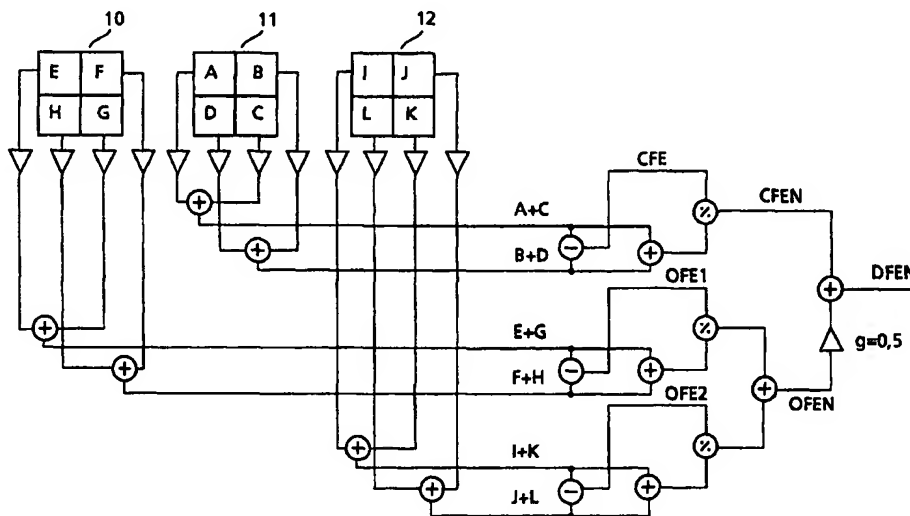 10 11 12
E F A B I J
H G D C L K
CFE
A+C CFEN
B+D
OFE1 DFEN
E+G g=0,5
F+H
OFE2 OFEN
I+K
J+L